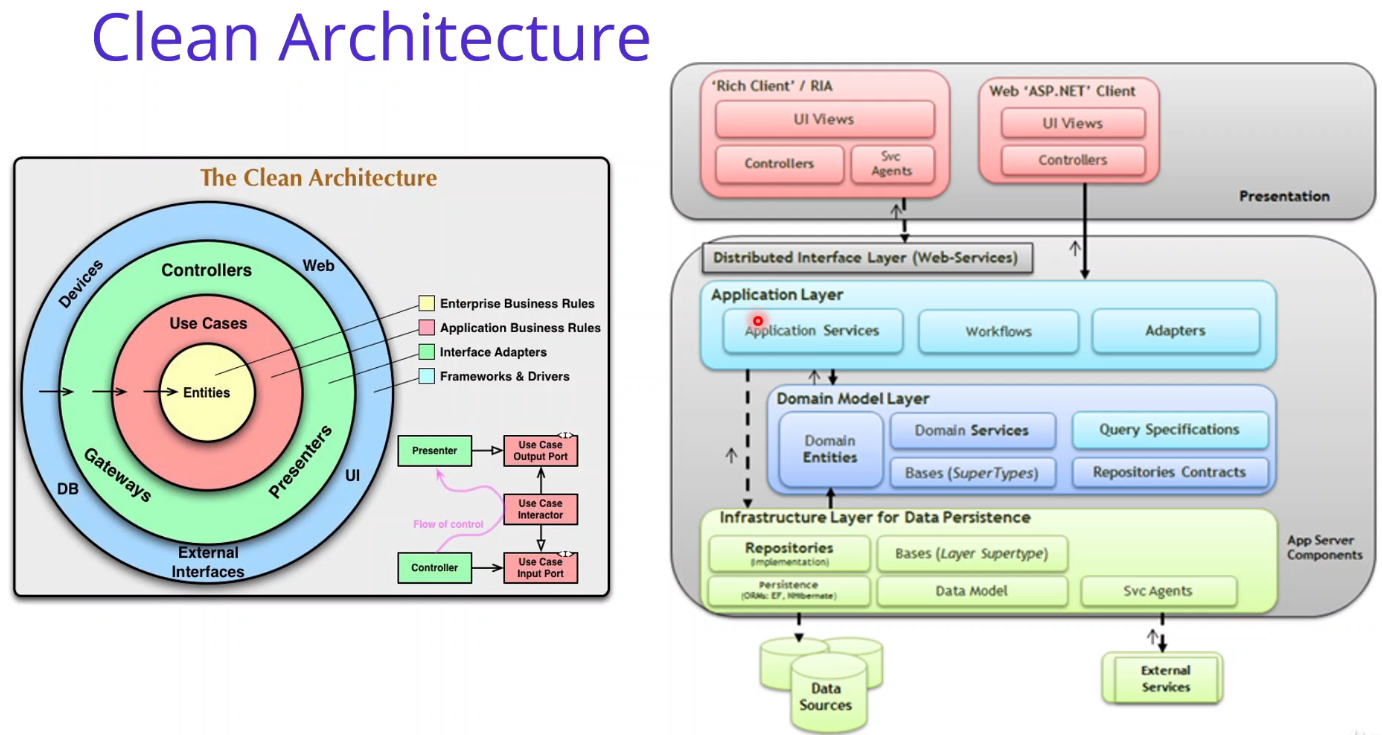 Clean Architecture
The Clean Architecture
Devices
Controllers
Web
Use Cases
Entities
Gateways
Presenters
DB
UI
External
Interfaces
Enterprise Business Rules
Application Business Rules
Interface Adapters
Frameworks & Drivers
Presenter
Use Case
Output Port
<I>
Flow of control
Use Case
Interactor
Controller
Use Case
Input Port
<I>
‘Rich Client’ / RIA
UI Views
Controllers
Svc
Agents
Web ‘ASP.NET’ Client
UI Views
Controllers
Presentation
Distributed Interface Layer (Web-Services)
Application Layer
Application Services
Workflows
Adapters
Domain Model Layer
Domain
Entities
Domain Services
Query Specifications
Bases (SuperTypes)
Repositories Contracts
Infrastructure Layer for Data Persistence
Repositories
(Implementation)
Bases (Layer Supertype)
Persistence
(ORMs: EF, NHibernate)
Data Model
Svc Agents
App Server
Components
Data
Sources
External
Services